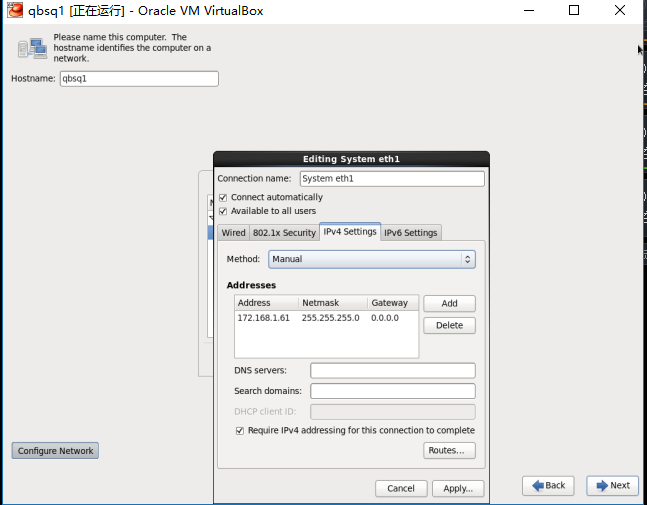 qbsq1 [正在运行] - Oracle VM VirtualBox
Please name this computer. The
hostname identifies the computer on a
network.
Hostname: qbsq1
Editing System eth1
Connection name: System eth1
Connect automatically
Available to all users
Wired 802.1x Security IPv4 Settings IPv6 Settings
Method: Manual
Addresses
Address Netmask Gateway
172.168.1.61 255.255.255.0 0.0.0.0
Add
Delete
DNS servers:
Search domains:
DHCP client ID:
Require IPv4 addressing for this connection to complete
Routes...
Configure Network
Cancel Apply...
Back Next